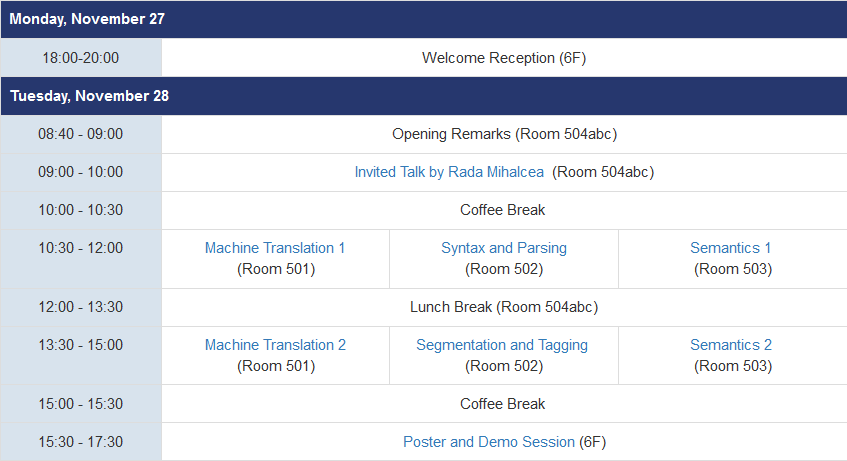 Monday, November 27
18:00-20:00 Welcome Reception (6F)
Tuesday, November 28
08:40 - 09:00 Opening Remarks (Room 504abc)
09:00 - 10:00 Invited Talk by Rada Mihalcea (Room 504abc)
10:00 - 10:30 Coffee Break
10:30 - 12:00 Machine Translation 1 Syntax and Parsing Semantics 1
(Room 501) (Room 502) (Room 503)
12:00 - 13:30 Lunch Break (Room 504abc)
13:30 - 15:00 Machine Translation 2 Segmentation and Tagging Semantics 2
(Room 501) (Room 502) (Room 503)
15:00 - 15:30 Coffee Break
15:30 - 17:30 Poster and Demo Session (6F)